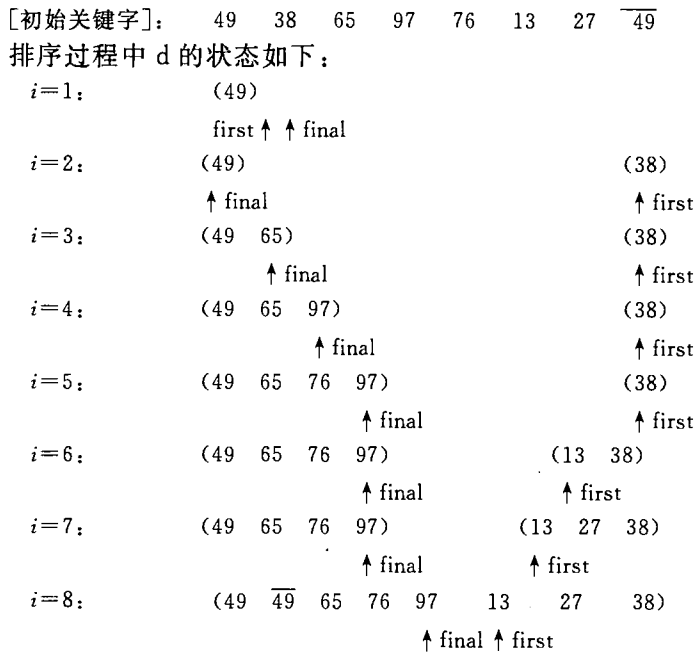 [初始关键字]： 49 38 65 97 76 13 27 4̅9̅
排序过程中 d 的状态如下：
i=1： (49)
first↑ ↑final
i=2： (49) (38)
↑final ↑first
i=3： (49 65) (38)
↑final ↑first
i=4： (49 65 97) (38)
↑final ↑first
i=5： (49 65 76 97) (38)
↑final ↑first
i=6： (49 65 76 97) (13 38)
↑final ↑first
i=7： (49 65 76 97) (13 27 38)
↑final ↑first
i=8： (49 4̅9̅ 65 76 97 13 27 38)
↑final ↑first